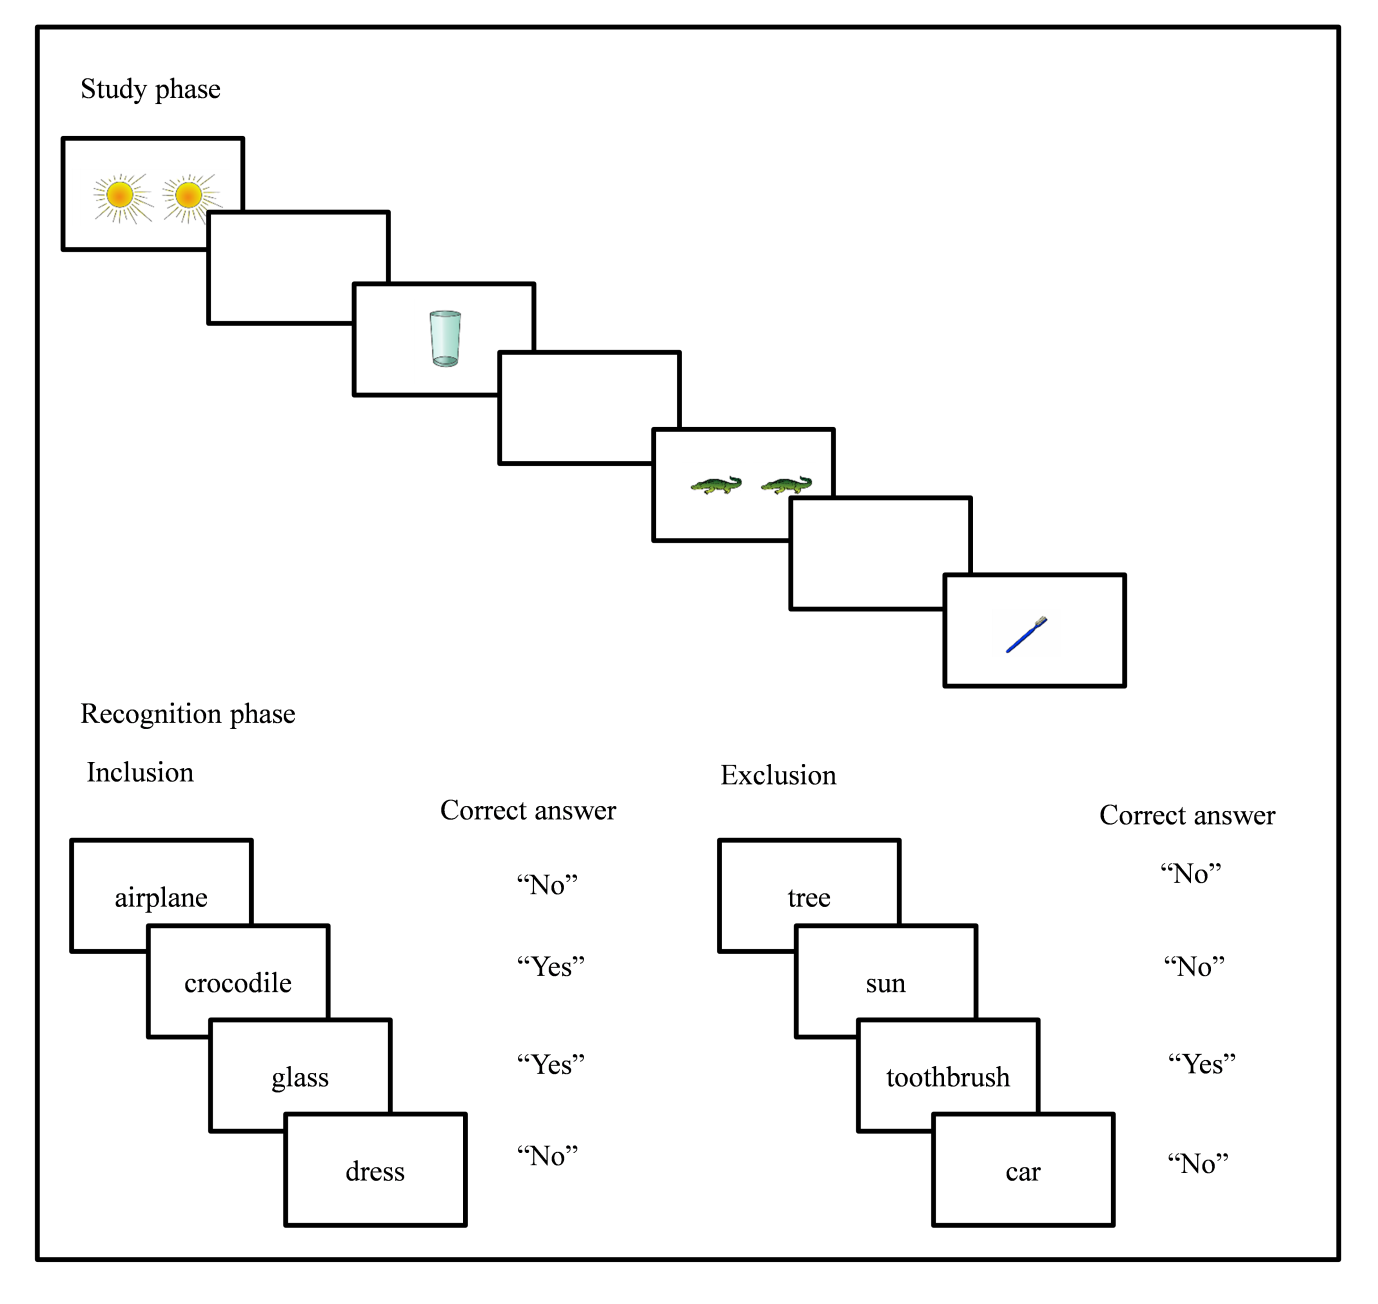 Study phase
Recognition phase
Inclusion
Correct answer
airplane
“No”
crocodile
“Yes”
glass
“Yes”
dress
“No”
Exclusion
Correct answer
tree
“No”
sun
“No”
toothbrush
“Yes”
car
“No”